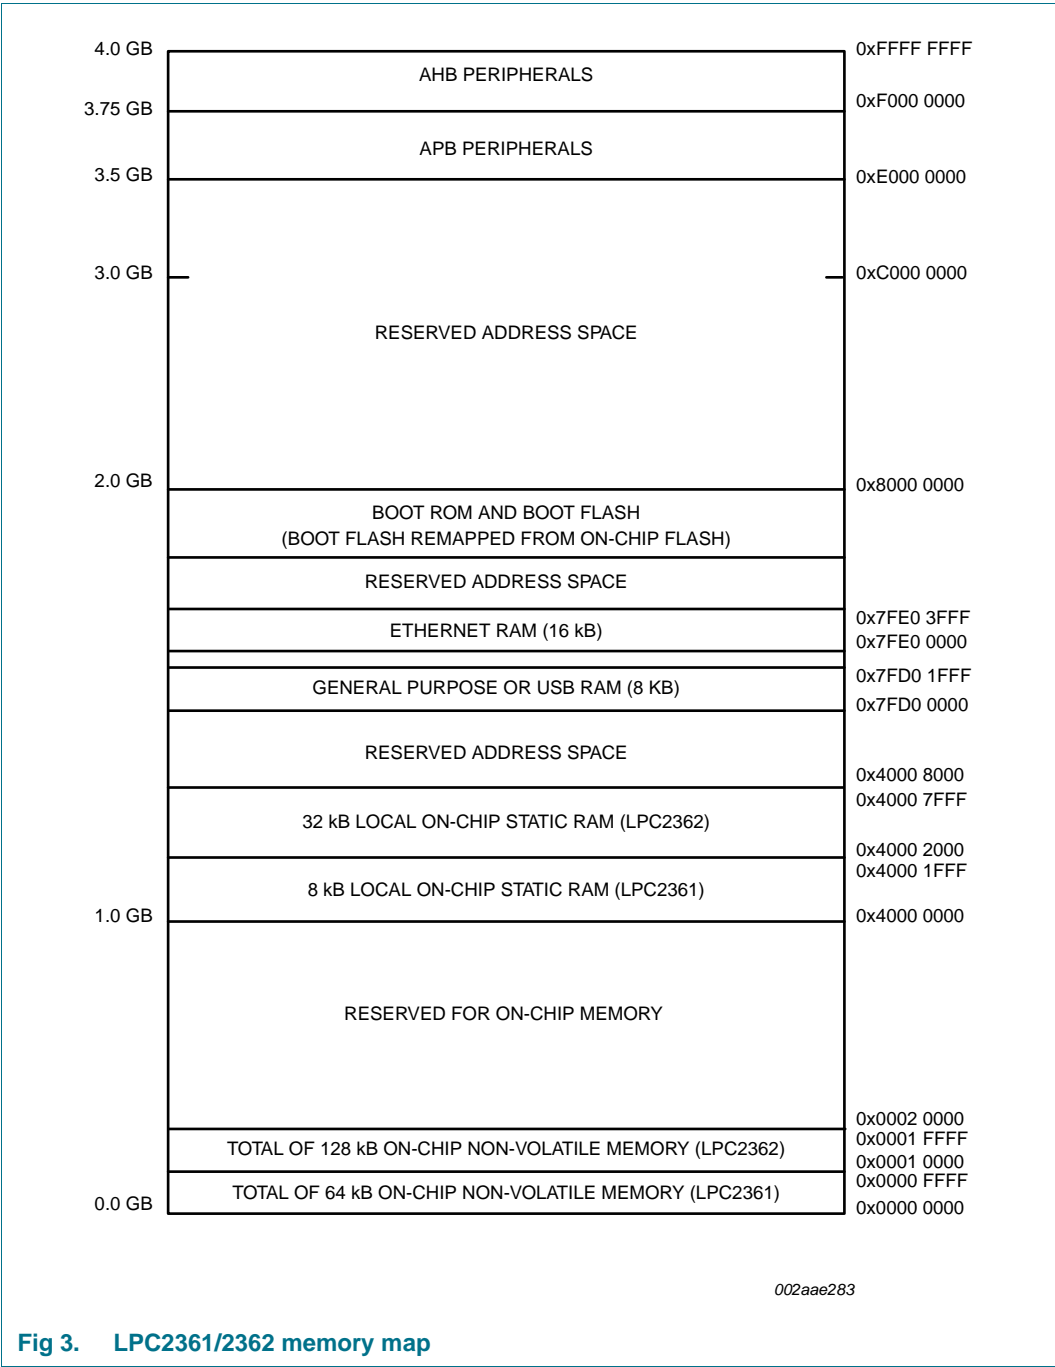 4.0 GB
0xFFFF FFFF
AHB PERIPHERALS
3.75 GB
0xF000 0000
APB PERIPHERALS
3.5 GB
0xE000 0000
3.0 GB
0xC000 0000
RESERVED ADDRESS SPACE
2.0 GB
0x8000 0000
BOOT ROM AND BOOT FLASH
(BOOT FLASH REMAPPED FROM ON-CHIP FLASH)
RESERVED ADDRESS SPACE
0x7FE0 3FFF
ETHERNET RAM (16 kB)
0x7FE0 0000
0x7FD0 1FFF
GENERAL PURPOSE OR USB RAM (8 KB)
0x7FD0 0000
RESERVED ADDRESS SPACE
0x4000 8000
0x4000 7FFF
32 kB LOCAL ON-CHIP STATIC RAM (LPC2362)
0x4000 2000
0x4000 1FFF
8 kB LOCAL ON-CHIP STATIC RAM (LPC2361)
1.0 GB
0x4000 0000
RESERVED FOR ON-CHIP MEMORY
0x0002 0000
0x0001 FFFF
TOTAL OF 128 kB ON-CHIP NON-VOLATILE MEMORY (LPC2362)
0x0001 0000
0x0000 FFFF
TOTAL OF 64 kB ON-CHIP NON-VOLATILE MEMORY (LPC2361)
0.0 GB
0x0000 0000
002aae283
Fig 3. LPC2361/2362 memory map